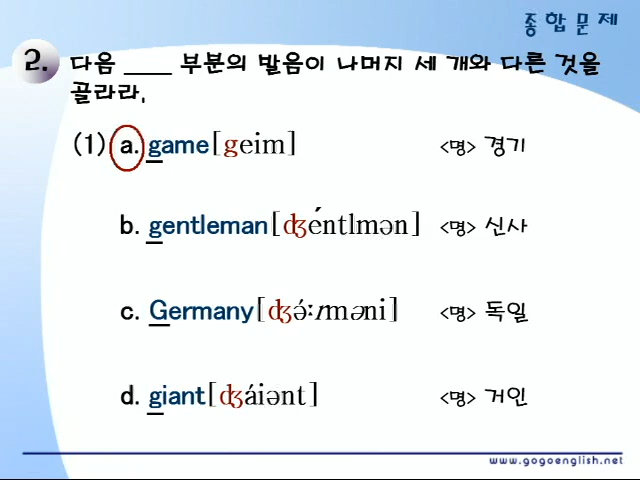 종합문제
2. 다음 ____ 부분의 발음이 나머지 세 개와 다른 것을
골라라.
(1) a. game[geim] <명> 경기
b. gentleman[ʤéntlmən] <명> 신사
c. Germany[ʤə́ːrməni] <명> 독일
d. giant[ʤáiənt] <명> 거인
www.gogoenglish.net